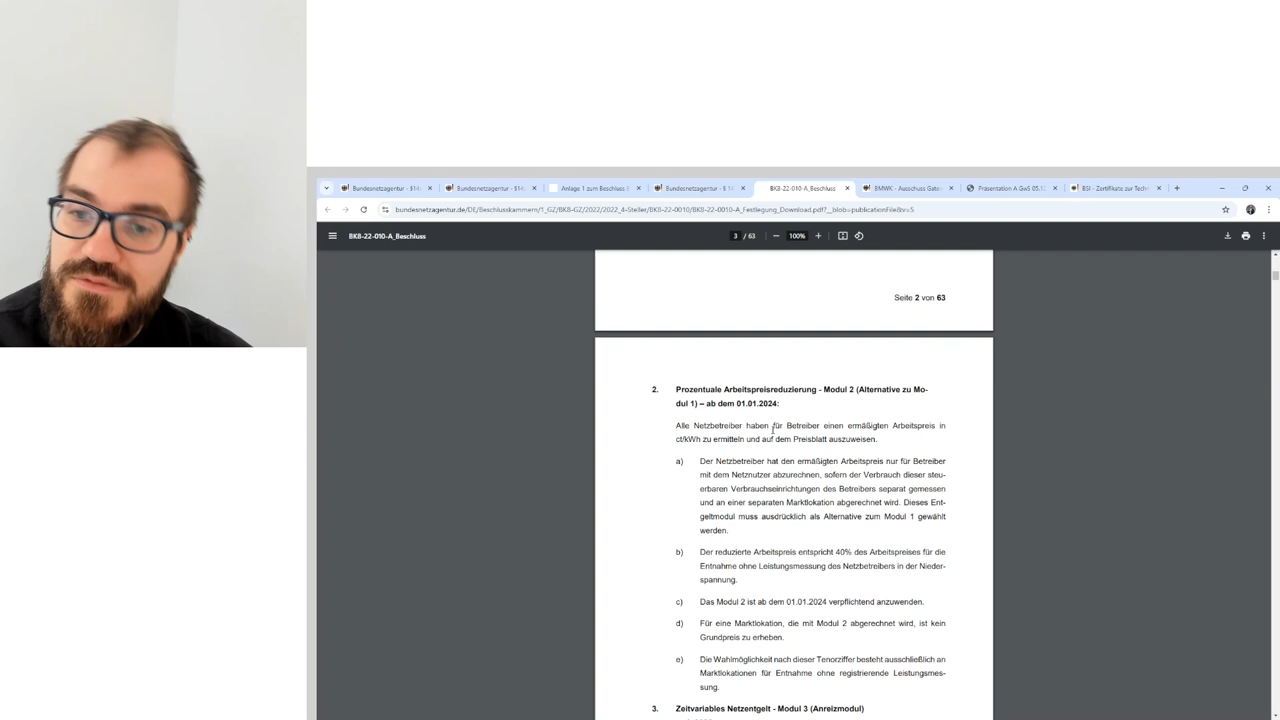 Bundesnetzagentur - §14
Bundesnetzagentur - §14
Anlage 1 zum Beschluss B
Bundesnetzagentur - § 14
BK8-22-010-A_Beschluss
BMWK - Ausschuss Gate
Präsentation A GwS 05.12
BSI - Zertifikate zur Techn
bundesnetzagentur.de/DE/Beschlusskammern/1_GZ/BK8-GZ/2022/2022_4-Steller/BK8-22-0010/BK8-22-0010-A_Festlegung_Download.pdf?__blob=publicationFile&v=5
BK8-22-010-A_Beschluss
3 / 63
100%
Seite 2 von 63
2. Prozentuale Arbeitspreisreduzierung - Modul 2 (Alternative zu Mo-
dul 1) – ab dem 01.01.2024:
Alle Netzbetreiber haben für Betreiber einen ermäßigten Arbeitspreis in
ct/kWh zu ermitteln und auf dem Preisblatt auszuweisen.
a) Der Netzbetreiber hat den ermäßigten Arbeitspreis nur für Betreiber
mit dem Netznutzer abzurechnen, sofern der Verbrauch dieser steu-
erbaren Verbrauchseinrichtungen des Betreibers separat gemessen
und an einer separaten Marktlokation abgerechnet wird. Dieses Ent-
geltmodul muss ausdrücklich als Alternative zum Modul 1 gewählt
werden.
b) Der reduzierte Arbeitspreis entspricht 40% des Arbeitspreises für die
Entnahme ohne Leistungsmessung des Netzbetreibers in der Nieder-
spannung.
c) Das Modul 2 ist ab dem 01.01.2024 verpflichtend anzuwenden.
d) Für eine Marktlokation, die mit Modul 2 abgerechnet wird, ist kein
Grundpreis zu erheben.
e) Die Wahlmöglichkeit nach dieser Tenorziffer besteht ausschließlich an
Marktlokationen für Entnahme ohne registrierende Leistungsmes-
sung.
3. Zeitvariables Netzentgelt - Modul 3 (Anreizmodul)